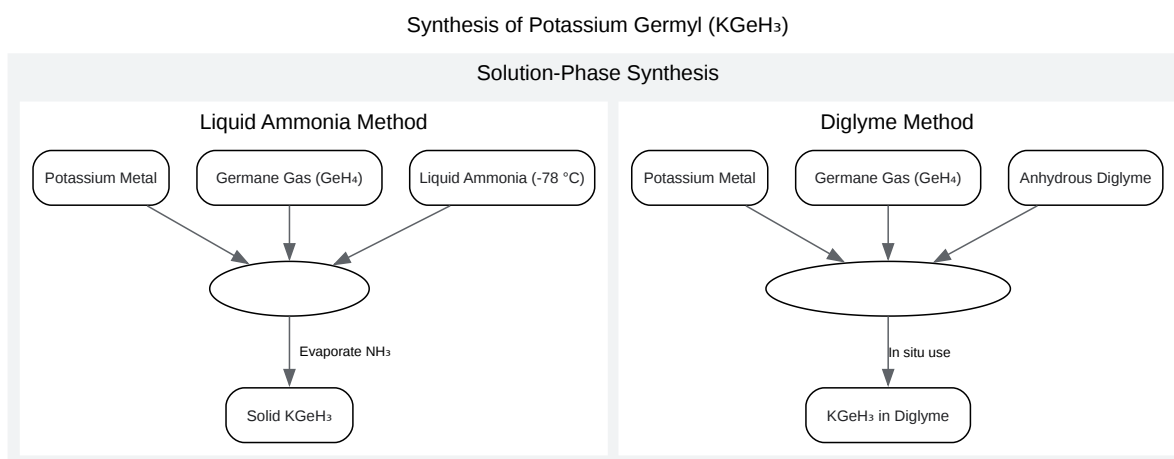 Synthesis of Potassium Germyl (KGeH₃)
Solution-Phase Synthesis
Liquid Ammonia Method
Potassium Metal
Germane Gas (GeH₄)
Liquid Ammonia (-78 °C)
Evaporate NH₃
Solid KGeH₃
Diglyme Method
Potassium Metal
Germane Gas (GeH₄)
Anhydrous Diglyme
In situ use
KGeH₃ in Diglyme